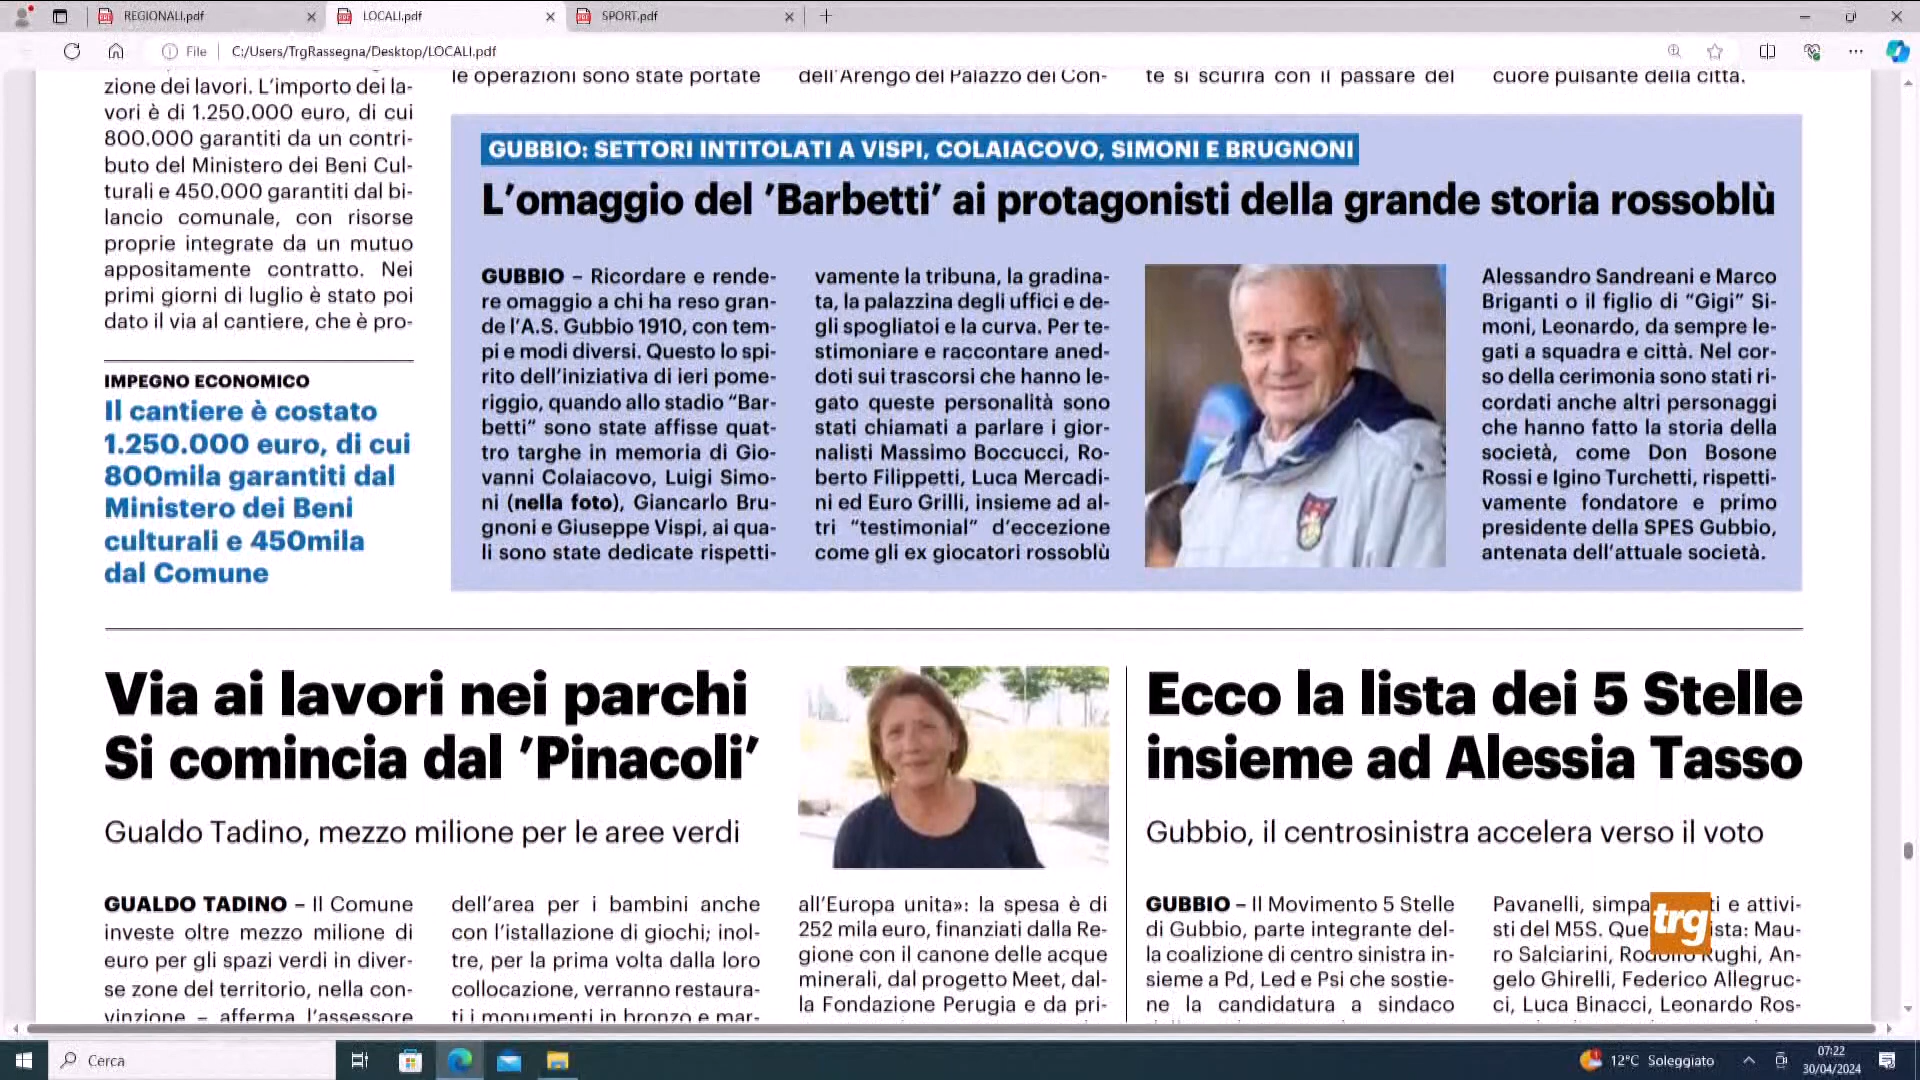 REGIONALI.pdf
LOCALI.pdf
SPORT.pdf
File
C:/Users/TrgRassegna/Desktop/LOCALI.pdf
zione dei lavori. L'importo dei la-
vori è di 1.250.000 euro, di cui
800.000 garantiti da un contri-
buto del Ministero dei Beni Cul-
turali e 450.000 garantiti dal bi-
lancio comunale, con risorse
proprie integrate da un mutuo
appositamente contratto. Nei
primi giorni di luglio è stato poi
dato il via al cantiere, che è pro-
IMPEGNO ECONOMICO
Il cantiere è costato
1.250.000 euro, di cui
800mila garantiti dal
Ministero dei Beni
culturali e 450mila
dal Comune
le operazioni sono state portate
dell'Arengo del Palazzo dei Con-
te si scurirà con il passare del
cuore pulsante della città.
GUBBIO: SETTORI INTITOLATI A VISPI, COLAIACOVO, SIMONI E BRUGNONI
L'omaggio del 'Barbetti' ai protagonisti della grande storia rossoblù
GUBBIO – Ricordare e rende-
re omaggio a chi ha reso gran-
de l'A.S. Gubbio 1910, con tem-
pi e modi diversi. Questo lo spi-
rito dell'iniziativa di ieri pome-
riggio, quando allo stadio “Bar-
betti” sono state affisse quat-
tro targhe in memoria di Gio-
vanni Colaiacovo, Luigi Simo-
ni (nella foto), Giancarlo Bru-
gnoni e Giuseppe Vispi, ai qua-
li sono state dedicate rispetti-
vamente la tribuna, la gradina-
ta, la palazzina degli uffici e de-
gli spogliatoi e la curva. Per te-
stimoniare e raccontare aned-
doti sui trascorsi che hanno le-
gato queste personalità sono
stati chiamati a parlare i gior-
nalisti Massimo Boccucci, Ro-
berto Filippetti, Luca Mercadi-
ni ed Euro Grilli, insieme ad al-
tri “testimonial” d'eccezione
come gli ex giocatori rossoblù
Alessandro Sandreani e Marco
Briganti o il figlio di “Gigi” Si-
moni, Leonardo, da sempre le-
gati a squadra e città. Nel cor-
so della cerimonia sono stati ri-
cordati anche altri personaggi
che hanno fatto la storia della
società, come Don Bosone
Rossi e Igino Turchetti, rispetti-
vamente fondatore e primo
presidente della SPES Gubbio,
antenata dell'attuale società.
Via ai lavori nei parchi
Si comincia dal 'Pinacoli'
Gualdo Tadino, mezzo milione per le aree verdi
GUALDO TADINO – Il Comune
investe oltre mezzo milione di
euro per gli spazi verdi in diver-
se zone del territorio, nella con-
vinzione – afferma l'assessore
dell'area per i bambini anche
con l'istallazione di giochi; inol-
tre, per la prima volta dalla loro
collocazione, verranno restaura-
ti i monumenti in bronzo e mar-
all'Europa unita»: la spesa è di
252 mila euro, finanziati dalla Re-
gione con il canone delle acque
minerali, dal progetto Meet, dal-
la Fondazione Perugia e da pri-
Ecco la lista dei 5 Stelle
insieme ad Alessia Tasso
Gubbio, il centrosinistra accelera verso il voto
GUBBIO – Il Movimento 5 Stelle
di Gubbio, parte integrante del-
la coalizione di centro sinistra in-
sieme a Pd, Led e Psi che sostie-
ne la candidatura a sindaco
Pavanelli, simpa ti e attivi-
sti del M5S. Que ista: Mau-
ro Salciarini, Rodolfo Rughi, An-
gelo Ghirelli, Federico Allegruc-
ci, Luca Binacci, Leonardo Ros-
trg
Cerca
12°C Soleggiato
07:22
30/04/2024